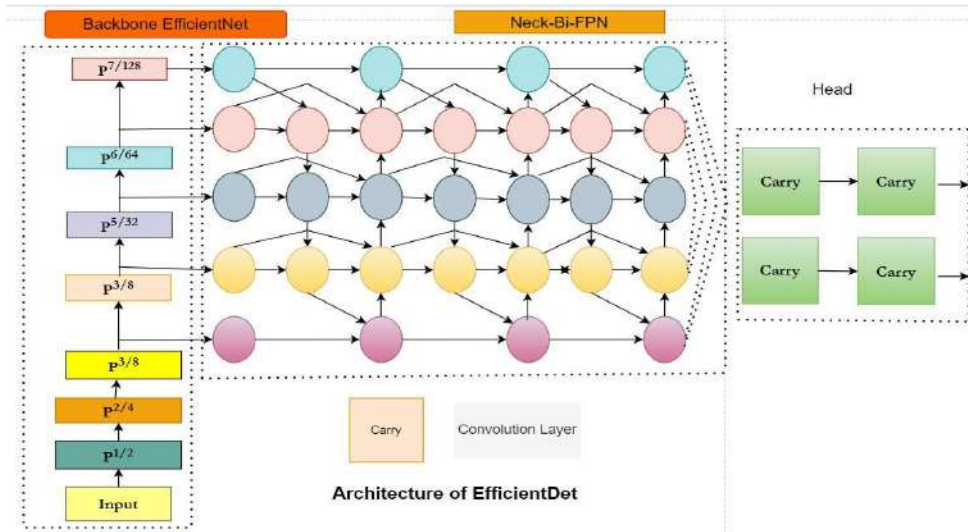 Backbone EfficientNet
Neck-Bi-FPN
Head
P7/128
P6/64
P5/32
P3/8
P3/8
P2/4
P1/2
Input
Carry
Carry
Carry
Carry
Carry
Convolution Layer
Architecture of EfficientDet